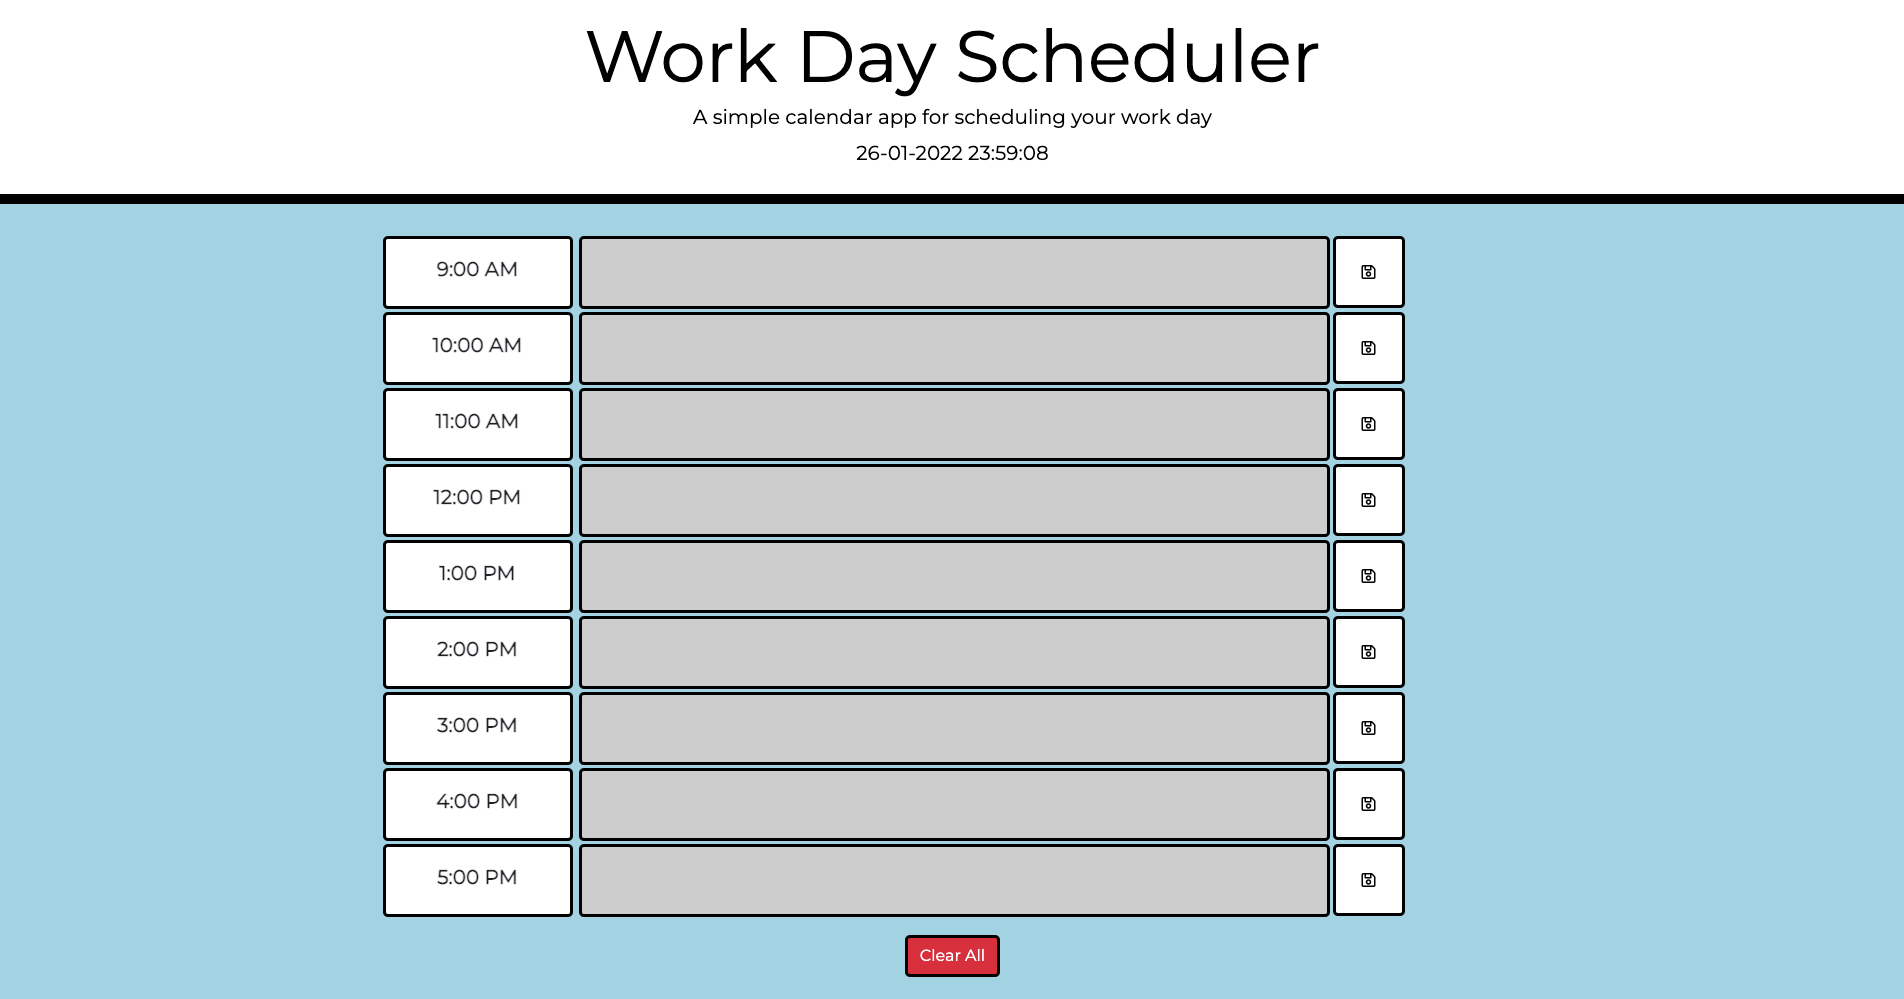 Work Day Scheduler
A simple calendar app for scheduling your work day
26-01-2022 23:59:08
9:00 AM
10:00 AM
11:00 AM
12:00 PM
1:00 PM
2:00 PM
3:00 PM
4:00 PM
5:00 PM
Clear All